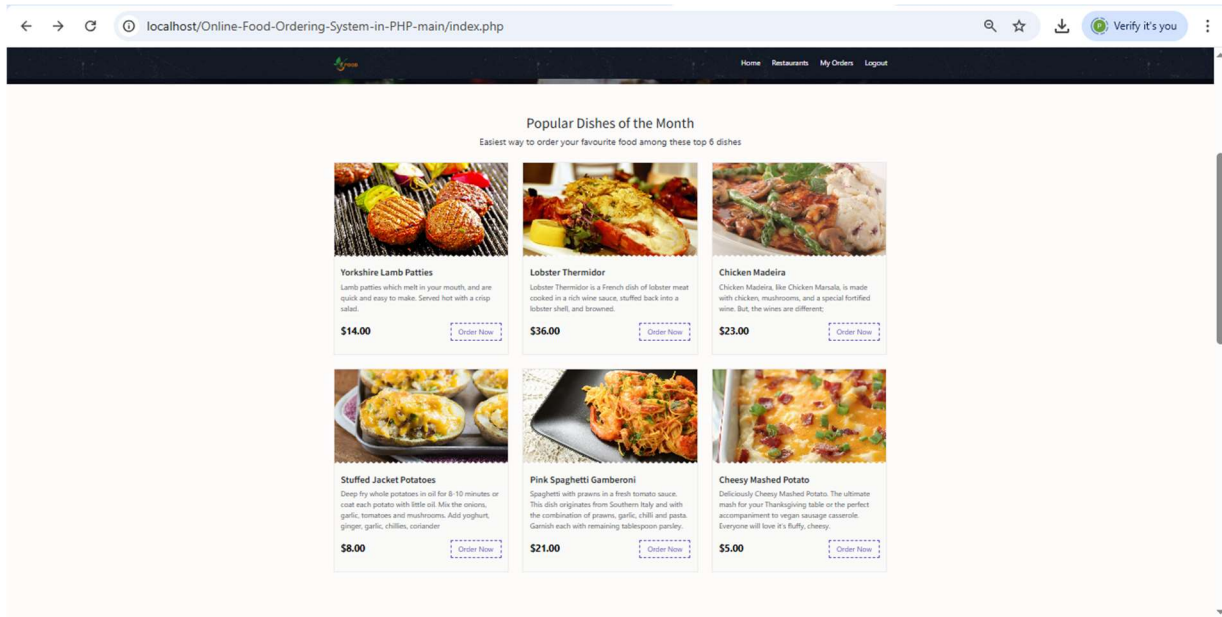 localhost/Online-Food-Ordering-System-in-PHP-main/index.php
Verify it's you
Home Restaurants My Orders Logout
Popular Dishes of the Month
Easiest way to order your favourite food among these top 6 dishes
Yorkshire Lamb Patties
Lamb patties which melt in your mouth, and are
quick and easy to make. Served hot with a crisp
salad.
$14.00 Order Now
Lobster Thermidor
Lobster Thermidor is a French dish of lobster meat
cooked in a rich wine sauce, stuffed back into a
lobster shell, and browned.
$36.00 Order Now
Chicken Madeira
Chicken Madeira, like Chicken Marsala, is made
with chicken, mushrooms, and a special fortified
wine. But, the wines are different;
$23.00 Order Now
Stuffed Jacket Potatoes
Deep fry whole potatoes in oil for 8-10 minutes or
coat each potato with little oil. Mix the onions,
garlic, tomatoes and mushrooms. Add yoghurt,
ginger, garlic, chillies, coriander
$8.00 Order Now
Pink Spaghetti Gamberoni
Spaghetti with prawns in a fresh tomato sauce.
This dish originates from Southern Italy and with
the combination of prawns, garlic, chilli and pasta.
Garnish each with remaining tablespoon parsley.
$21.00 Order Now
Cheesy Mashed Potato
Deliciously Cheesy Mashed Potato. The ultimate
mash for your Thanksgiving table or the perfect
accompaniment to vegan sausage casserole.
Everyone will love it's fluffy, cheesy.
$5.00 Order Now